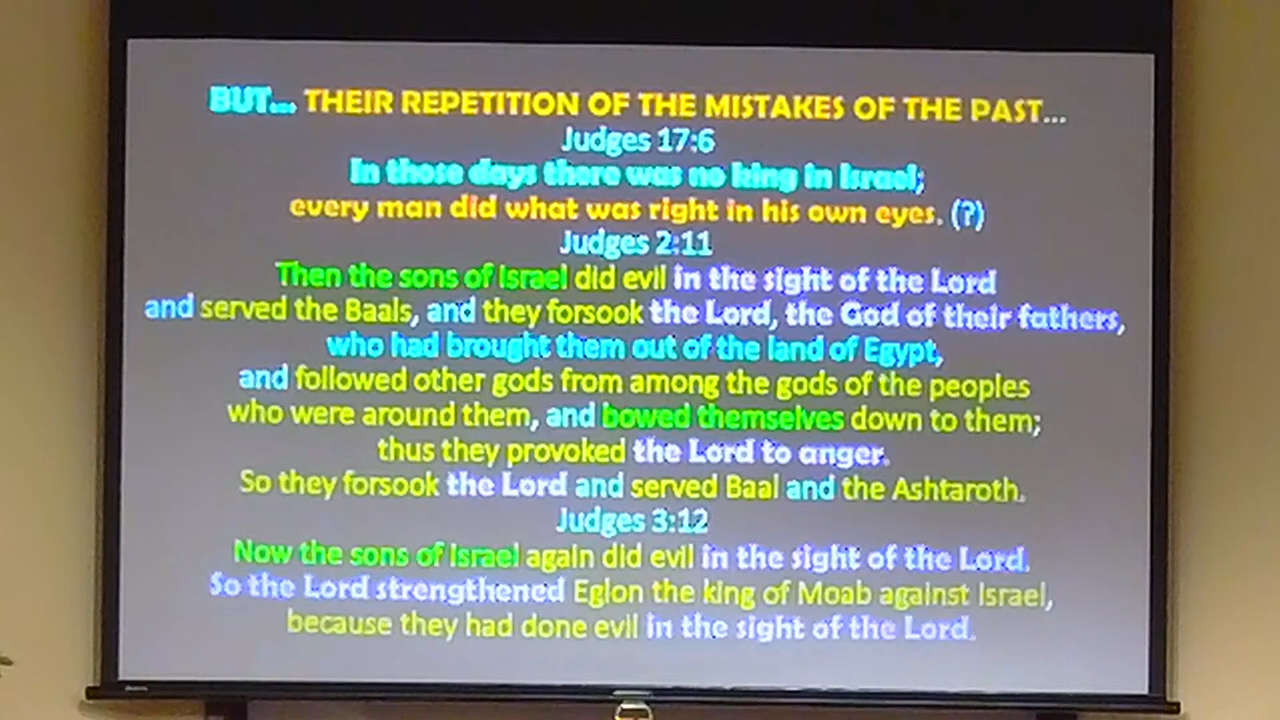 BUT... THEIR REPETITION OF THE MISTAKES OF THE PAST...
Judges 17:6
In those days there was no king in Israel;
every man did what was right in his own eyes. (?)
Judges 2:11
Then the sons of Israel did evil in the sight of the Lord
and served the Baals, and they forsook the Lord, the God of their fathers,
who had brought them out of the land of Egypt,
and followed other gods from among the gods of the peoples
who were around them, and bowed themselves down to them;
thus they provoked the Lord to anger.
So they forsook the Lord and served Baal and the Ashtaroth.
Judges 3:12
Now the sons of Israel again did evil in the sight of the Lord.
So the Lord strengthened Eglon the king of Moab against Israel,
because they had done evil in the sight of the Lord.